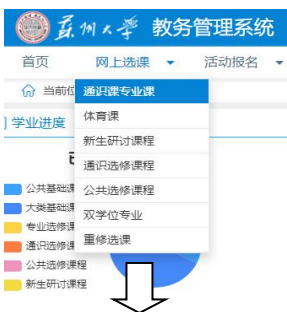 苏州大学 教务管理系统
首页 网上选课 活动报名
当前位
通识课专业课
学业进度
体育课
新生研讨课程
通识选修课程
公共选修课程
双学位专业
重修选课
公共基础课
大类基础课
专业选修课
通识选修课
公共选修课程
新生研讨课程